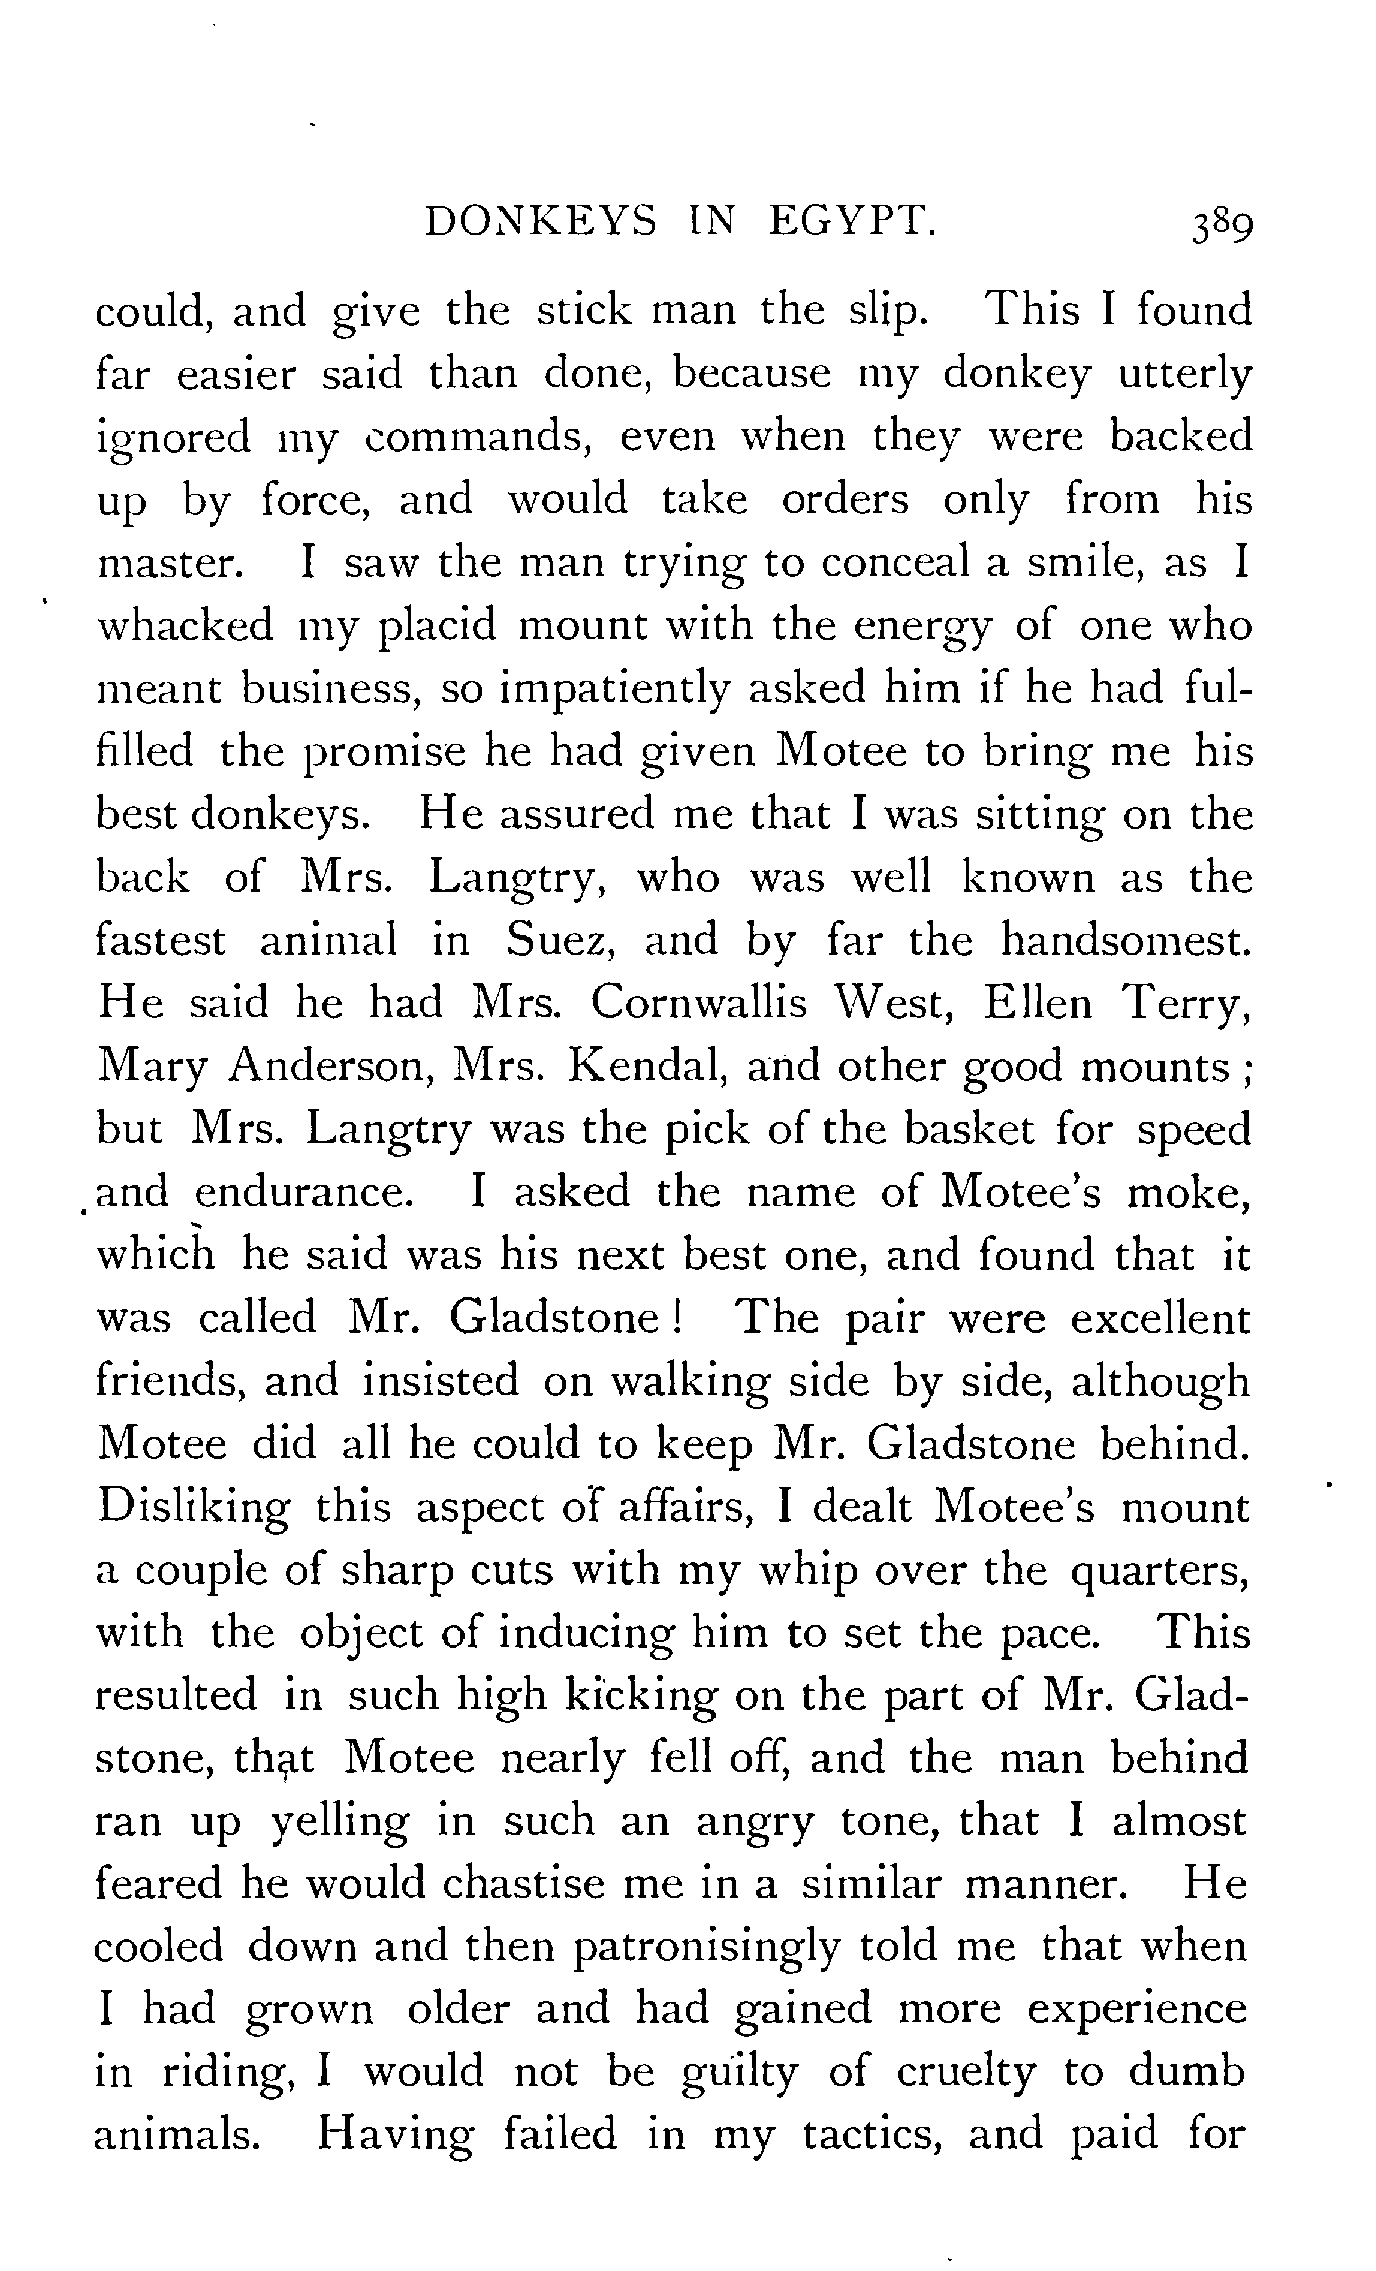 DONKEYS IN EGYPT. 389
could, and give the stick man the slip. This I found
far easier said than done, because my donkey utterly
ignored my commands, even when they were backed
up by force, and would take orders only from his
master. I saw the man trying to conceal a smile, as I
whacked my placid mount with the energy of one who
meant business, so impatiently asked him if he had ful-
filled the promise he had given Motee to bring me his
best donkeys. He assured me that I was sitting on the
back of Mrs. Langtry, who was well known as the
fastest animal in Suez, and by far the handsomest.
He said he had Mrs. Cornwallis West, Ellen Terry,
Mary Anderson, Mrs. Kendal, and other good mounts ;
but Mrs. Langtry was the pick of the basket for speed
and endurance. I asked the name of Motee's moke,
which he said was his next best one, and found that it
was called Mr. Gladstone ! The pair were excellent
friends, and insisted on walking side by side, although
Motee did all he could to keep Mr. Gladstone behind.
Disliking this aspect of affairs, I dealt Motee's mount
a couple of sharp cuts with my whip over the quarters,
with the object of inducing him to set the pace. This
resulted in such high kicking on the part of Mr. Glad-
stone, that Motee nearly fell off, and the man behind
ran up yelling in such an angry tone, that I almost
feared he would chastise me in a similar manner. He
cooled down and then patronisingly told me that when
I had grown older and had gained more experience
in riding, I would not be guilty of cruelty to dumb
animals. Having failed in my tactics, and paid for